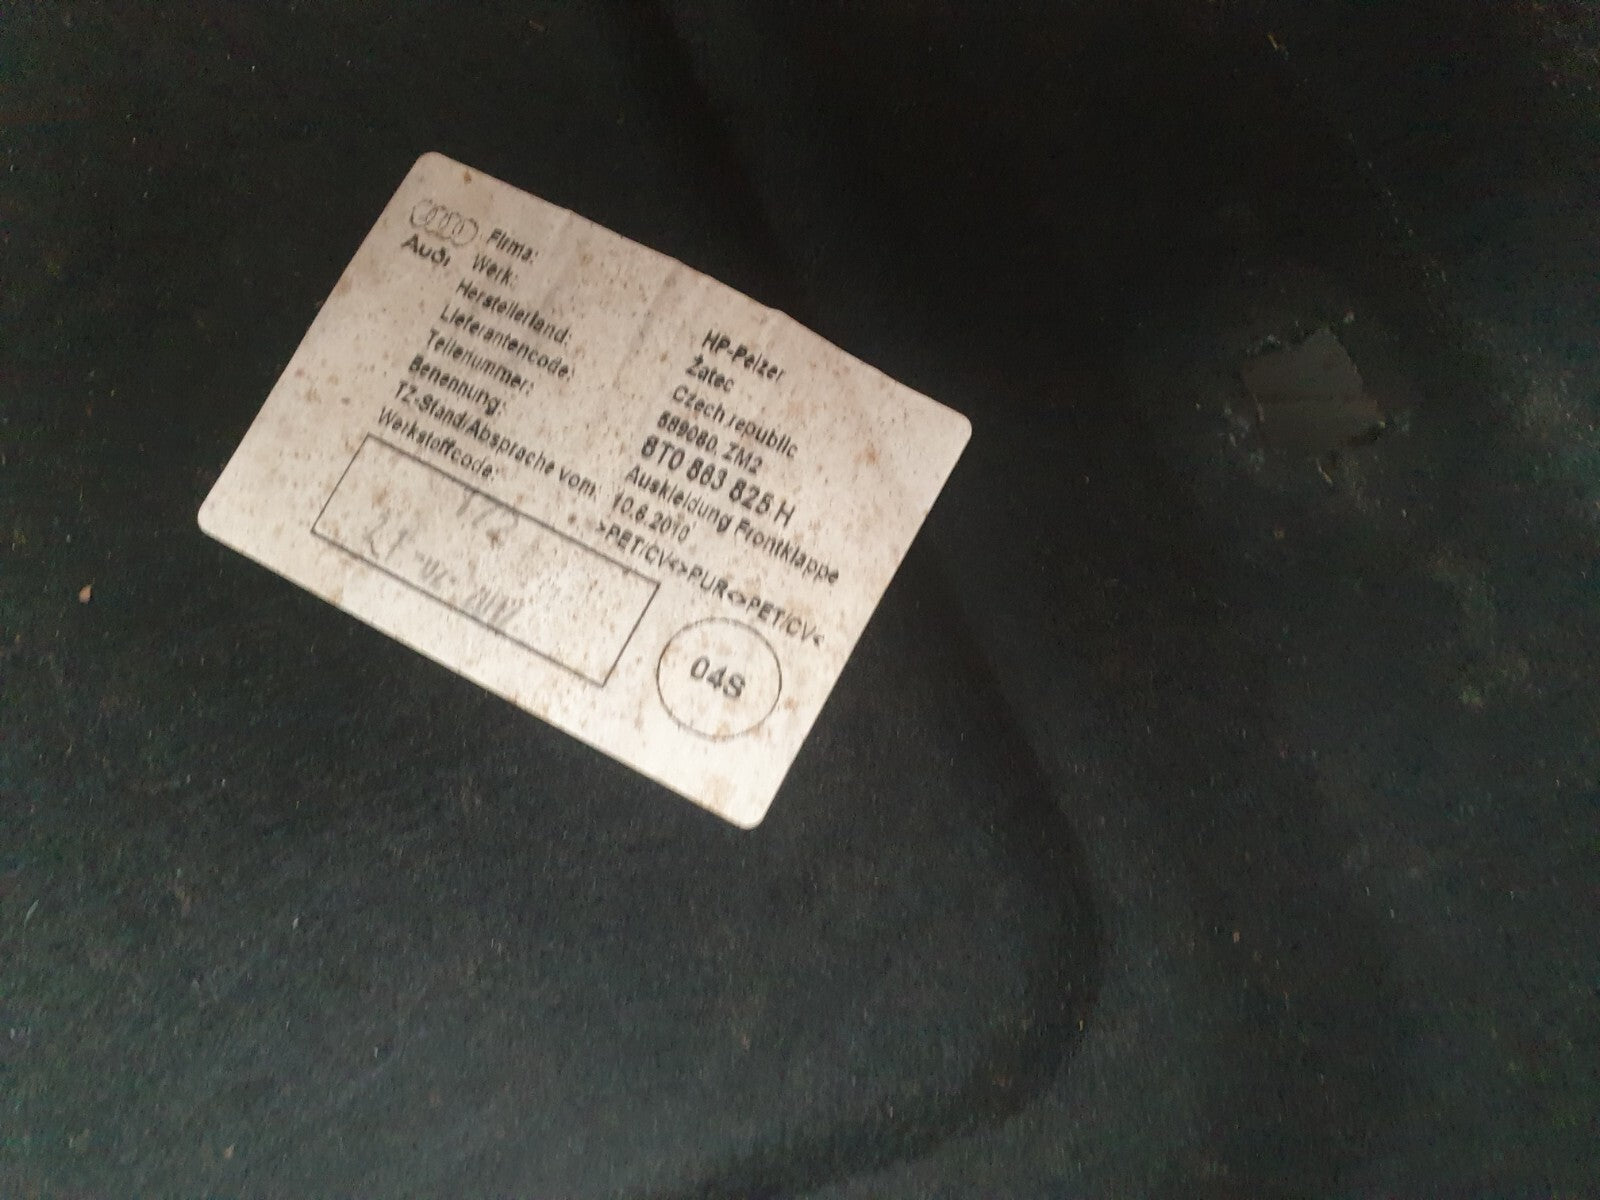 Audi
Firma: HP-Pelzer
Werk: Žatec
Herstellerland: Czech republic
Lieferantencode: 589080, ZM2
Teilenummer: 8T0 863 825 H
Benennung: Auskleidung Frontklappe
TZ-Stand/Absprache vom: 10.6.2010
Werkstoffcode: >PET/CV<>PUR<>PET/CV<
04S